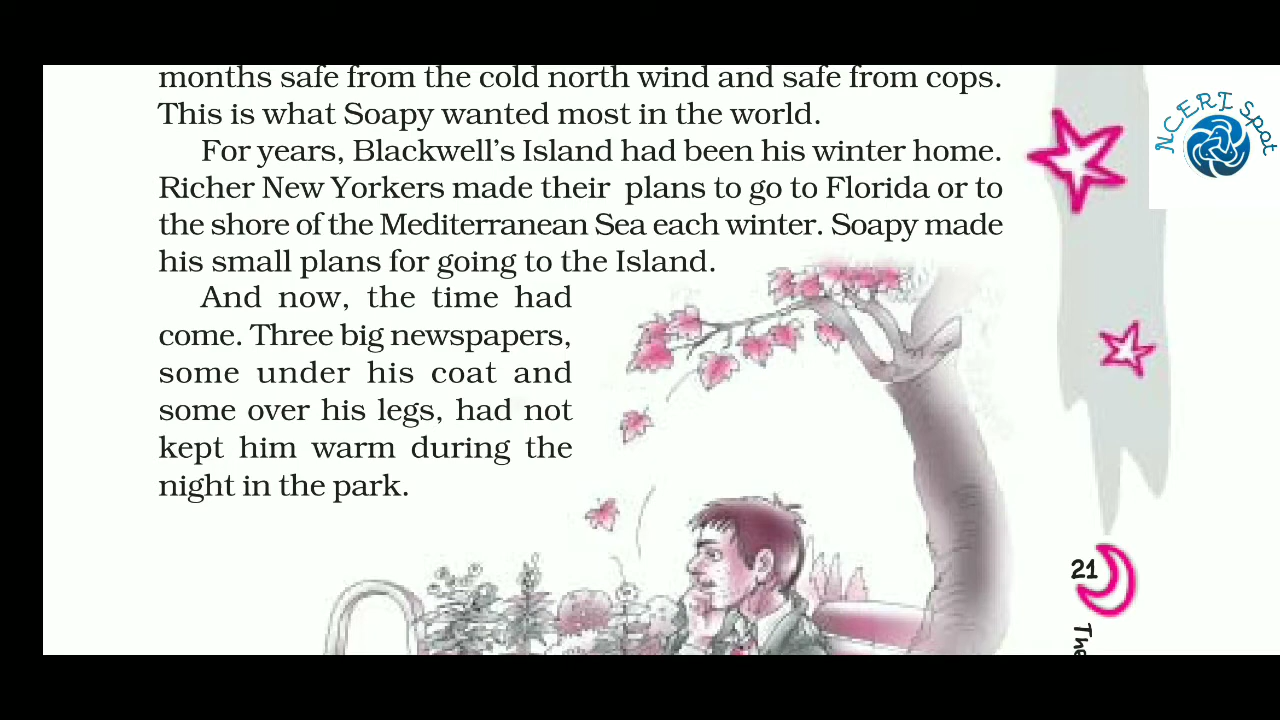 months safe from the cold north wind and safe from cops.
This is what Soapy wanted most in the world.
For years, Blackwell's Island had been his winter home.
Richer New Yorkers made their plans to go to Florida or to
the shore of the Mediterranean Sea each winter. Soapy made
his small plans for going to the Island.
And now, the time had
come. Three big newspapers,
some under his coat and
some over his legs, had not
kept him warm during the
night in the park.
NCERT Spot
21
The